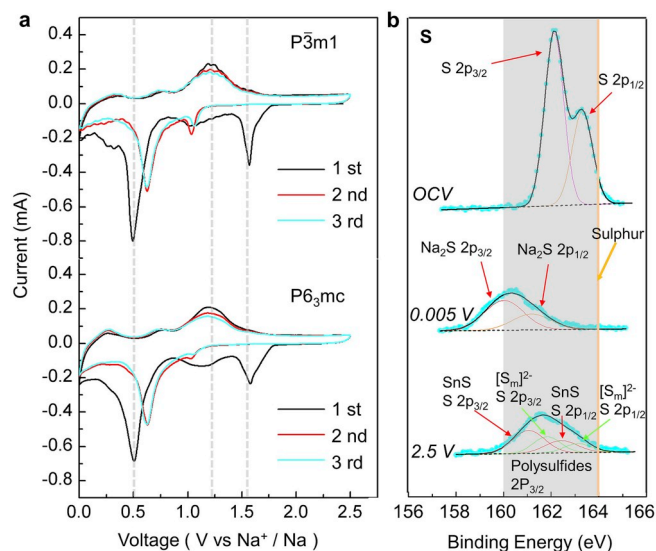 a
P3̄m1
0.4
0.2
0.0
-0.2
-0.4
-0.6
-0.8
1 st
2 nd
3 rd
Current (mA)
P6₃mc
0.4
0.2
0.0
-0.2
-0.4
-0.6
-0.8
1 st
2 nd
3 rd
0.0 0.5 1.0 1.5 2.0 2.5
Voltage ( V vs Na⁺ / Na)
b
S
S 2p₃/₂
S 2p₁/₂
OCV
Sulphur
Na₂S 2p₃/₂
Na₂S 2p₁/₂
0.005 V
SnS
S 2p₃/₂
[Sₘ]²⁻
S 2p₃/₂
SnS
S 2p₁/₂
[Sₘ]²⁻
S 2p₁/₂
2.5 V
Polysulfides
2P₃/₂
156 158 160 162 164 166
Binding Energy (eV)